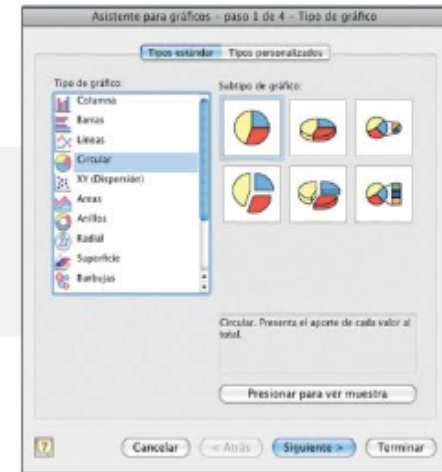 Asistente para gráficos - paso 1 de 4 - Tipo de gráfico
Tipos estándar Tipos personalizados
Tipo de gráfico:
Subtipo de gráfico:
Columna
Barras
Líneas
Circular
XY (Dispersión)
Areas
Anillos
Radial
Superficie
Burbujas
Circular. Presenta el aporte de cada valor al
total.
Presionar para ver muestra
?
Cancelar < Atrás Siguiente > Terminar